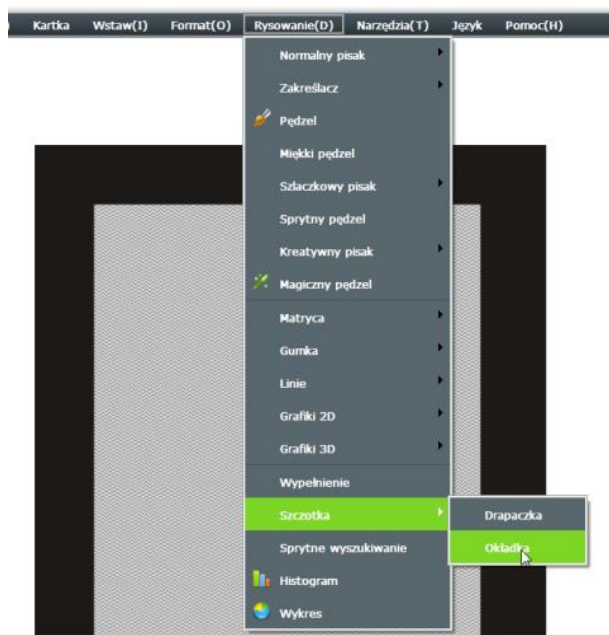 Kartka Wstaw(I) Format(O) Rysowanie(D) Narzędzia(T) Język Pomoc(H)
Normalny pisak
Zakreślacz
Pędzel
Miękki pędzel
Szlaczkowy pisak
Sprytny pędzel
Kreatywny pisak
Magiczny pędzel
Matryca
Gumka
Linie
Grafiki 2D
Grafiki 3D
Wypełnienie
Szczotka
Drapaczka
Okładka
Sprytne wyszukiwanie
Histogram
Wykres